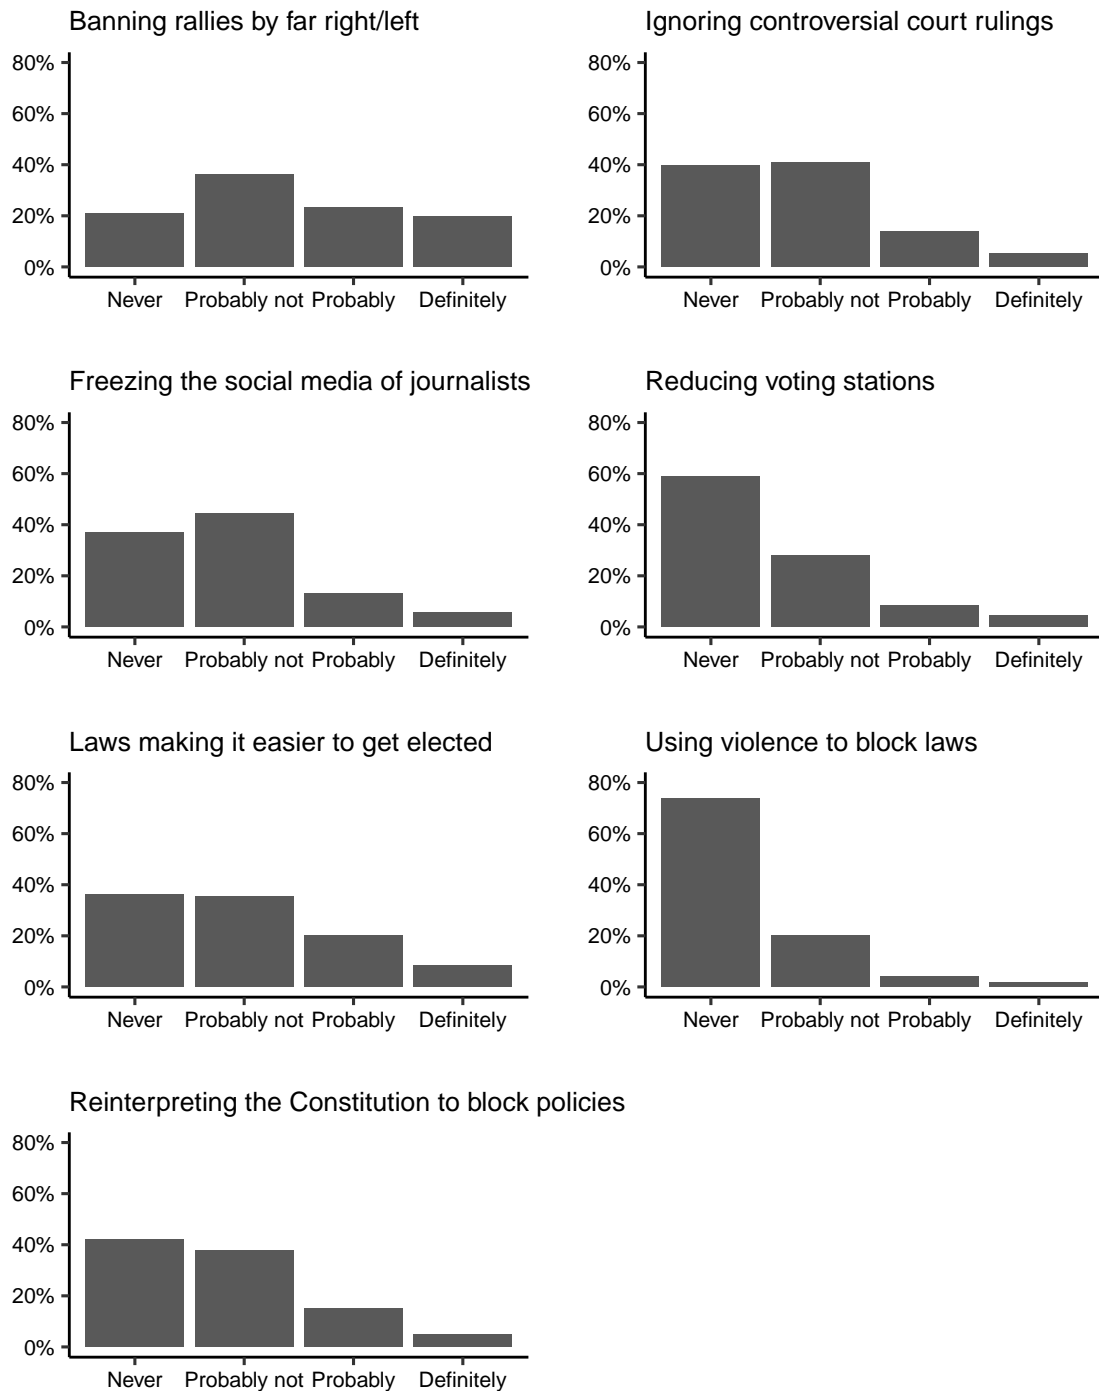 Banning rallies by far right/left
80%
60%
40%
20%
0%
Never Probably not Probably Definitely
Ignoring controversial court rulings
80%
60%
40%
20%
0%
Never Probably not Probably Definitely
Freezing the social media of journalists
80%
60%
40%
20%
0%
Never Probably not Probably Definitely
Reducing voting stations
80%
60%
40%
20%
0%
Never Probably not Probably Definitely
Laws making it easier to get elected
80%
60%
40%
20%
0%
Never Probably not Probably Definitely
Using violence to block laws
80%
60%
40%
20%
0%
Never Probably not Probably Definitely
Reinterpreting the Constitution to block policies
80%
60%
40%
20%
0%
Never Probably not Probably Definitely